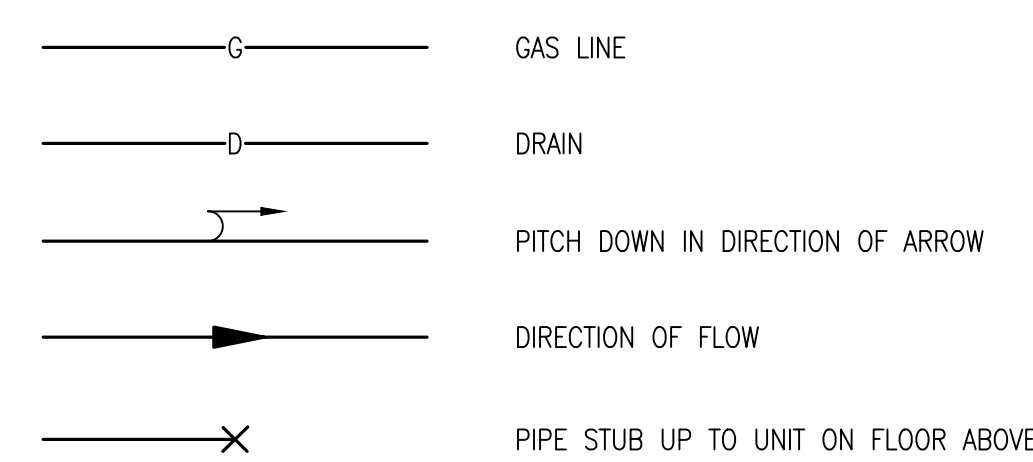 G GAS LINE
D DRAIN
PITCH DOWN IN DIRECTION OF ARROW
DIRECTION OF FLOW
PIPE STUB UP TO UNIT ON FLOOR ABOVE